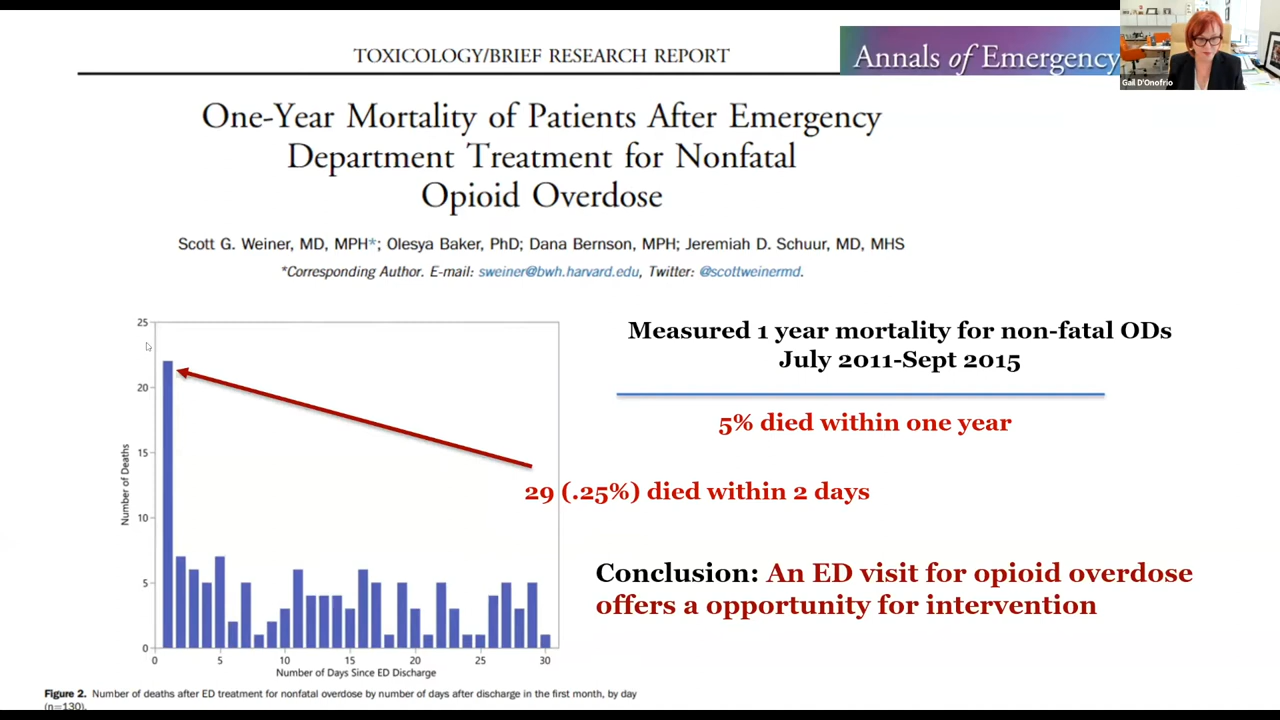 TOXICOLOGY/BRIEF RESEARCH REPORT
Annals of Emergency
Gail D'Onofrio
One-Year Mortality of Patients After Emergency
Department Treatment for Nonfatal
Opioid Overdose
Scott G. Weiner, MD, MPH*; Olesya Baker, PhD; Dana Bernson, MPH; Jeremiah D. Schuur, MD, MHS
*Corresponding Author. E-mail: sweiner@bwh.harvard.edu, Twitter: @scottweinermd.
Measured 1 year mortality for non-fatal ODs
July 2011-Sept 2015
5% died within one year
29 (.25%) died within 2 days
Conclusion: An ED visit for opioid overdose
offers a opportunity for intervention
Number of Deaths
25
20
15
10
5
0
0 5 10 15 20 25 30
Number of Days Since ED Discharge
Figure 2. Number of deaths after ED treatment for nonfatal overdose by number of days after discharge in the first month, by day
(n=130).